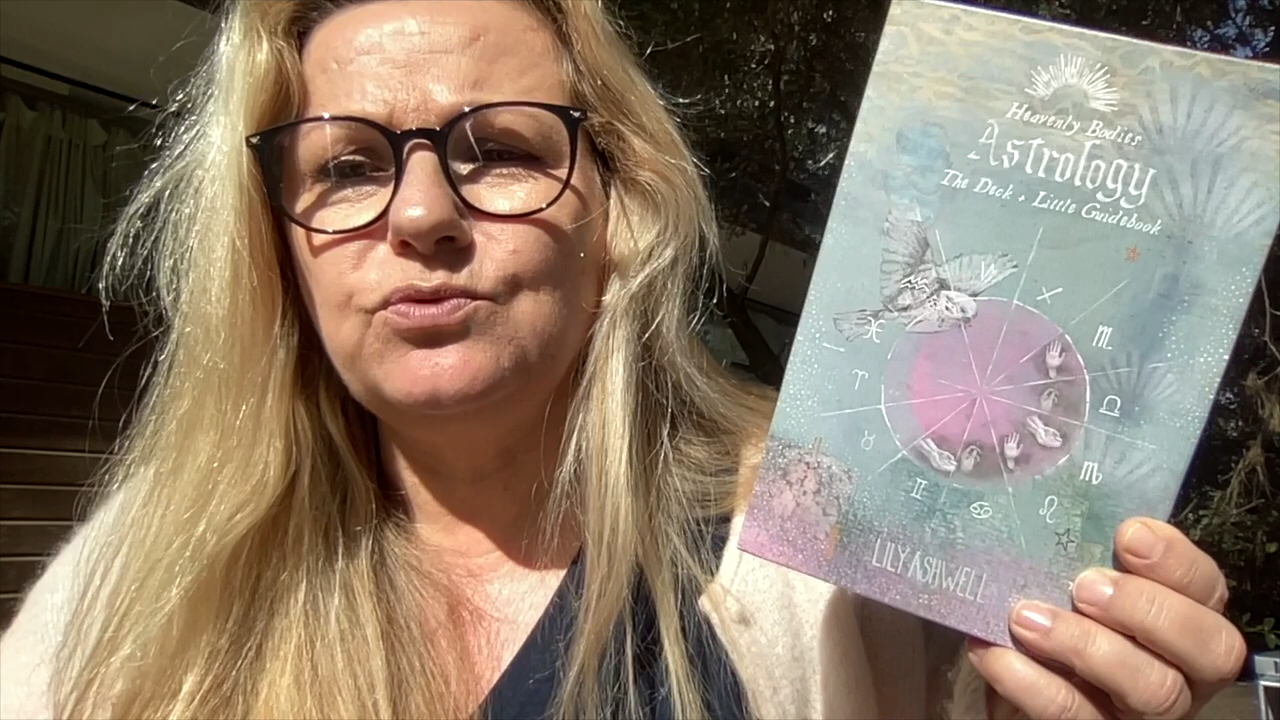 Heavenly Bodies
Astrology
The Deck + Little Guidebook
LILY ASHWELL